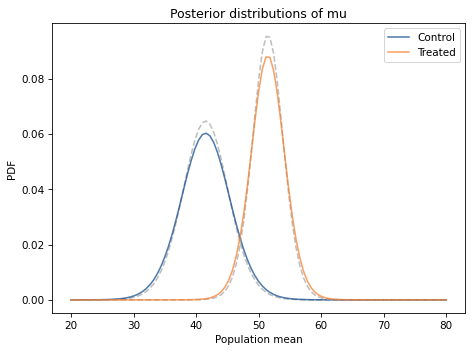 Posterior distributions of mu
Control
Treated
PDF
0.08
0.06
0.04
0.02
0.00
20 30 40 50 60 70 80
Population mean